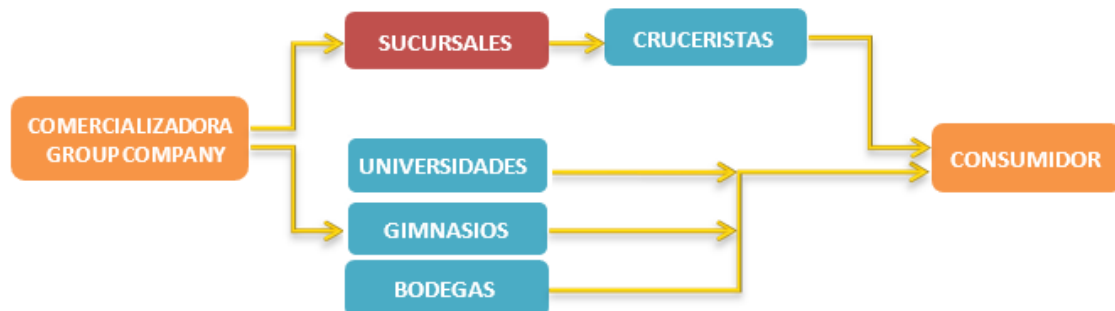 SUCURSALES
CRUCERISTAS
COMERCIALIZADORA
GROUP COMPANY
UNIVERSIDADES
CONSUMIDOR
GIMNASIOS
BODEGAS